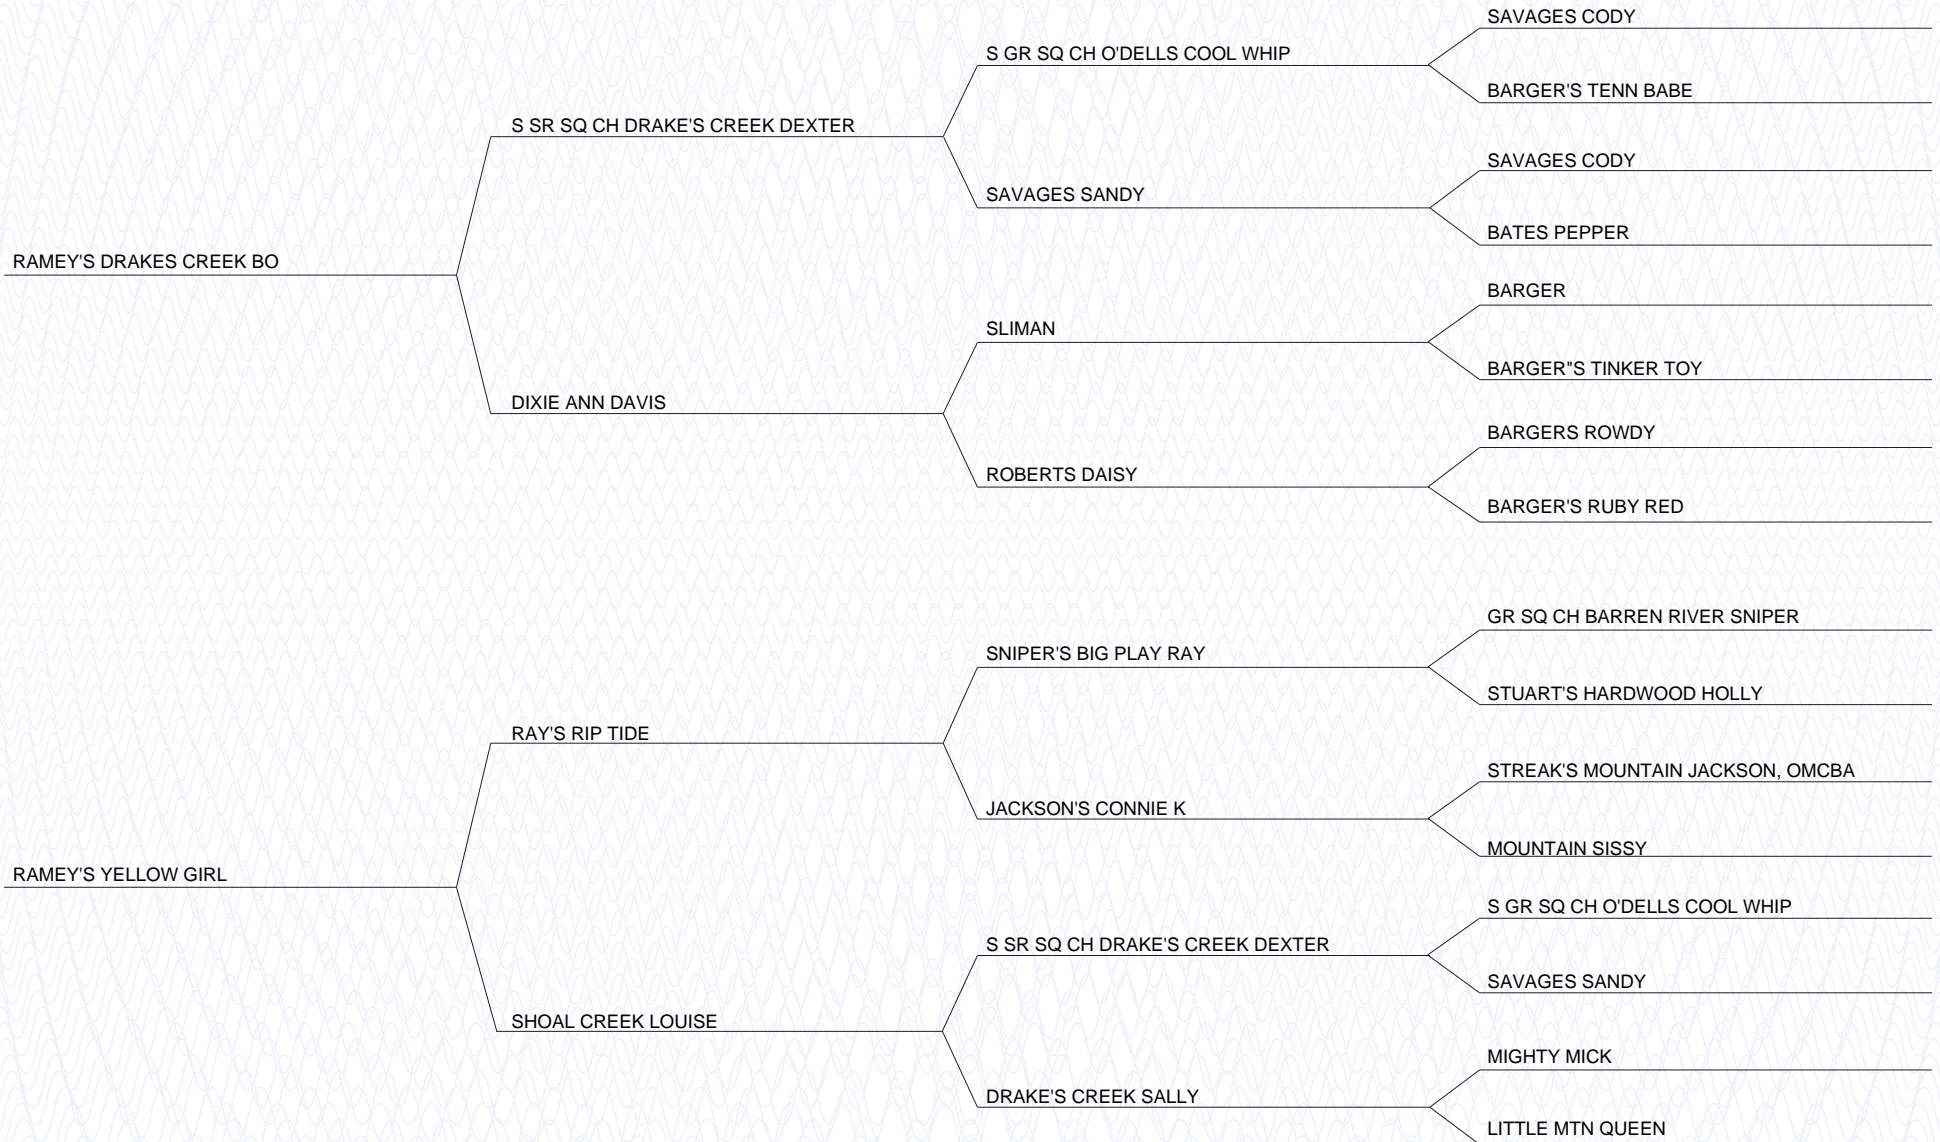 SAVAGES CODY
S GR SQ CH O'DELLS COOL WHIP
BARGER'S TENN BABE
S SR SQ CH DRAKE'S CREEK DEXTER
SAVAGES CODY
SAVAGES SANDY
BATES PEPPER
RAMEY'S DRAKES CREEK BO
BARGER
SLIMAN
BARGER"S TINKER TOY
DIXIE ANN DAVIS
BARGERS ROWDY
ROBERTS DAISY
BARGER'S RUBY RED
GR SQ CH BARREN RIVER SNIPER
SNIPER'S BIG PLAY RAY
STUART'S HARDWOOD HOLLY
RAY'S RIP TIDE
STREAK'S MOUNTAIN JACKSON, OMCBA
JACKSON'S CONNIE K
MOUNTAIN SISSY
RAMEY'S YELLOW GIRL
S GR SQ CH O'DELLS COOL WHIP
S SR SQ CH DRAKE'S CREEK DEXTER
SAVAGES SANDY
SHOAL CREEK LOUISE
MIGHTY MICK
DRAKE'S CREEK SALLY
LITTLE MTN QUEEN